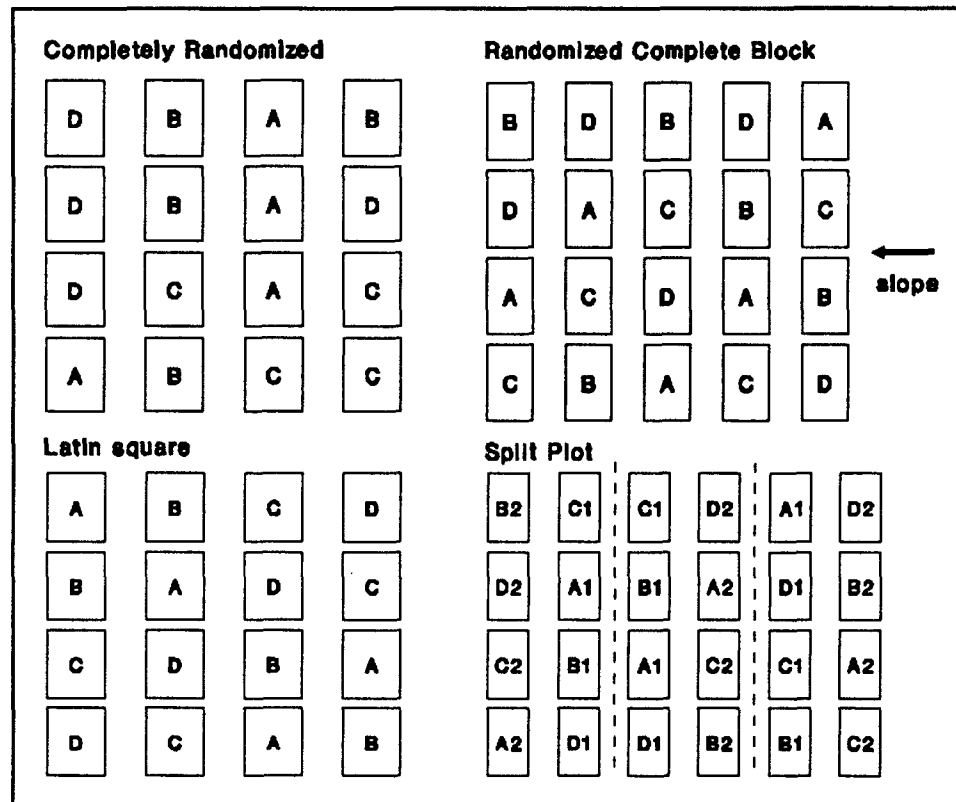 Completely Randomized
D B A B
D B A D
D C A C
A B C C
Randomized Complete Block
B D B D A
D A C B C
A C D A B
C B A C D
slope
Latin square
A B C D
B A D C
C D B A
D C A B
Split Plot
B2 C1 C1 D2 A1 D2
D2 A1 B1 A2 D1 B2
C2 B1 A1 C2 C1 A2
A2 D1 D1 B2 B1 C2